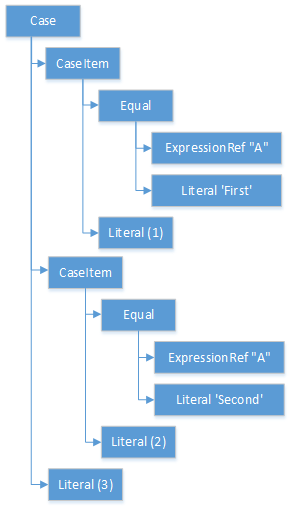 Case
CaseItem
Equal
ExpressionRef "A"
Literal 'First'
Literal (1)
CaseItem
Equal
ExpressionRef "A"
Literal 'Second'
Literal (2)
Literal (3)